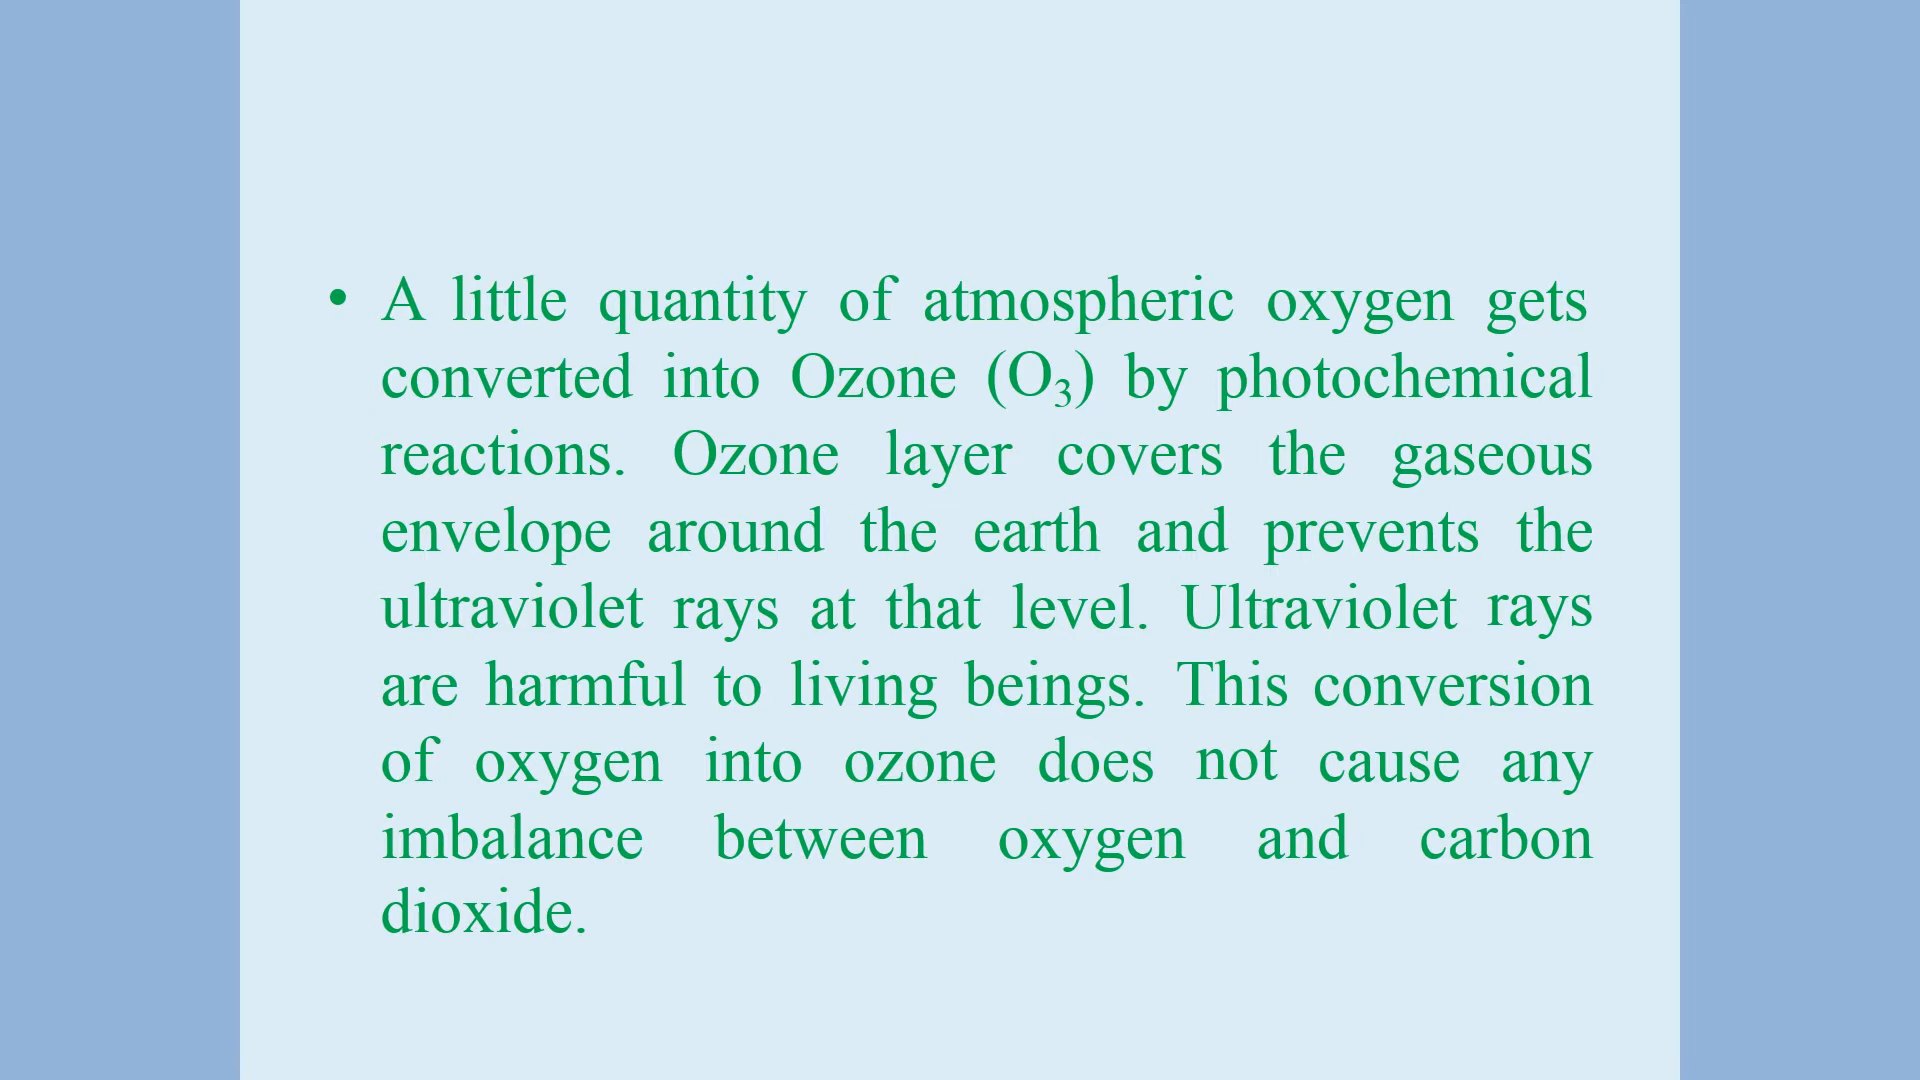 • A little quantity of atmospheric oxygen gets
converted into Ozone (O₃) by photochemical
reactions. Ozone layer covers the gaseous
envelope around the earth and prevents the
ultraviolet rays at that level. Ultraviolet rays
are harmful to living beings. This conversion
of oxygen into ozone does not cause any
imbalance between oxygen and carbon
dioxide.